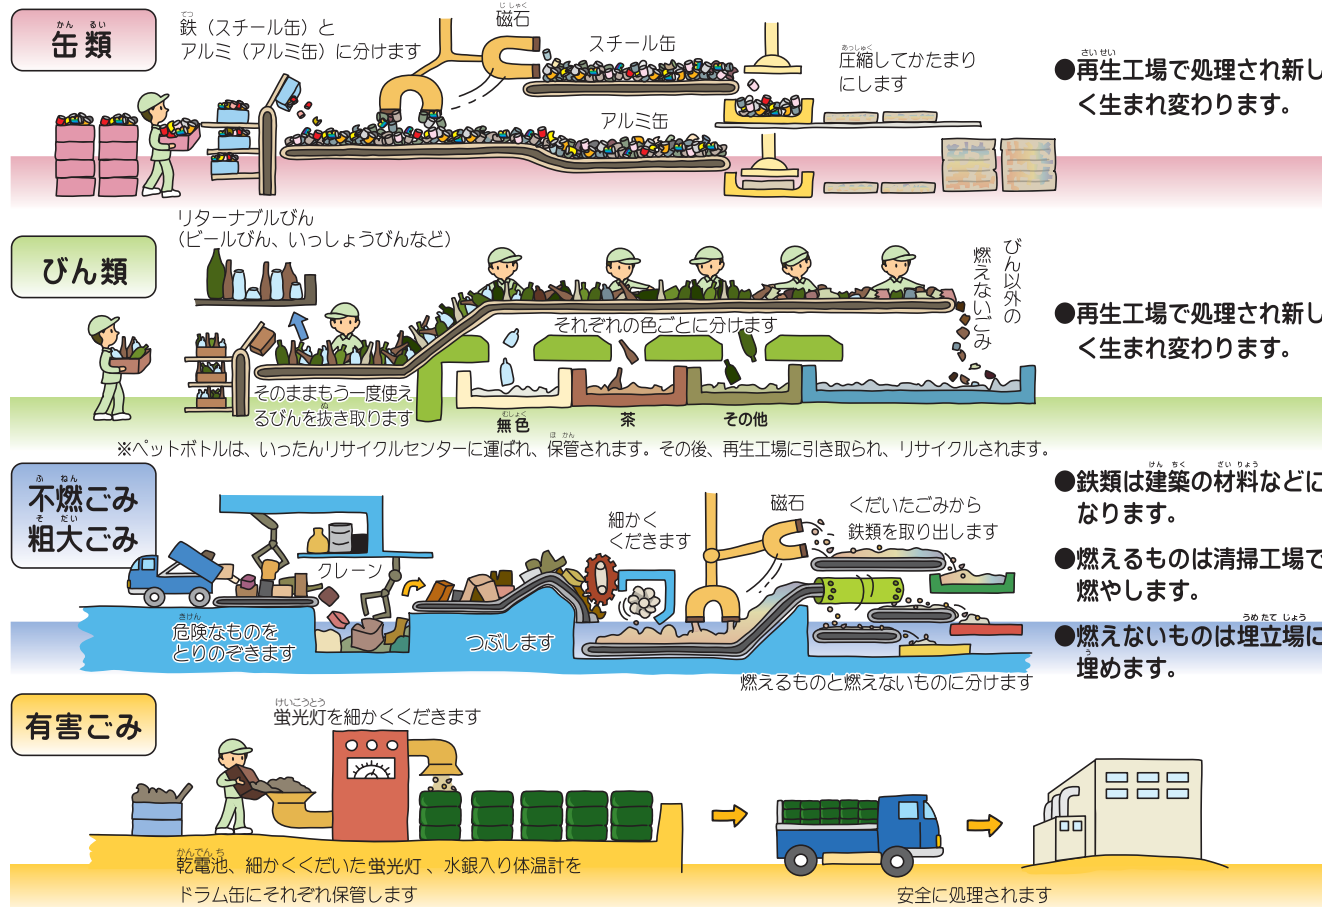 缶類
鉄（スチール缶）と
アルミ（アルミ缶）に分けます
磁石
スチール缶
アルミ缶
圧縮してかたまり
にします
●再生工場で処理され新し
く生まれ変わります。
びん類
リターナブルびん
（ビールびん、いっしょうびんなど）
そのままもう一度使え
るびんを抜き取ります
それぞれの色ごとに分けます
無色
茶
その他
びん以外の
燃えないごみ
●再生工場で処理され新し
く生まれ変わります。
※ペットボトルは、いったんリサイクルセンターに運ばれ、保管されます。その後、再生工場に引き取られ、リサイクルされます。
不燃ごみ
粗大ごみ
クレーン
危険なものを
とりのぞきます
つぶします
細かく
くだきます
磁石
くだいたごみから
鉄類を取り出します
燃えるものと燃えないものに分けます
●鉄類は建築の材料などに
なります。
●燃えるものは清掃工場で
燃やします。
●燃えないものは埋立場に
埋めます。
有害ごみ
蛍光灯を細かくくだきます
乾電池、細かくくだいた蛍光灯、水銀入り体温計を
ドラム缶にそれぞれ保管します
安全に処理されます